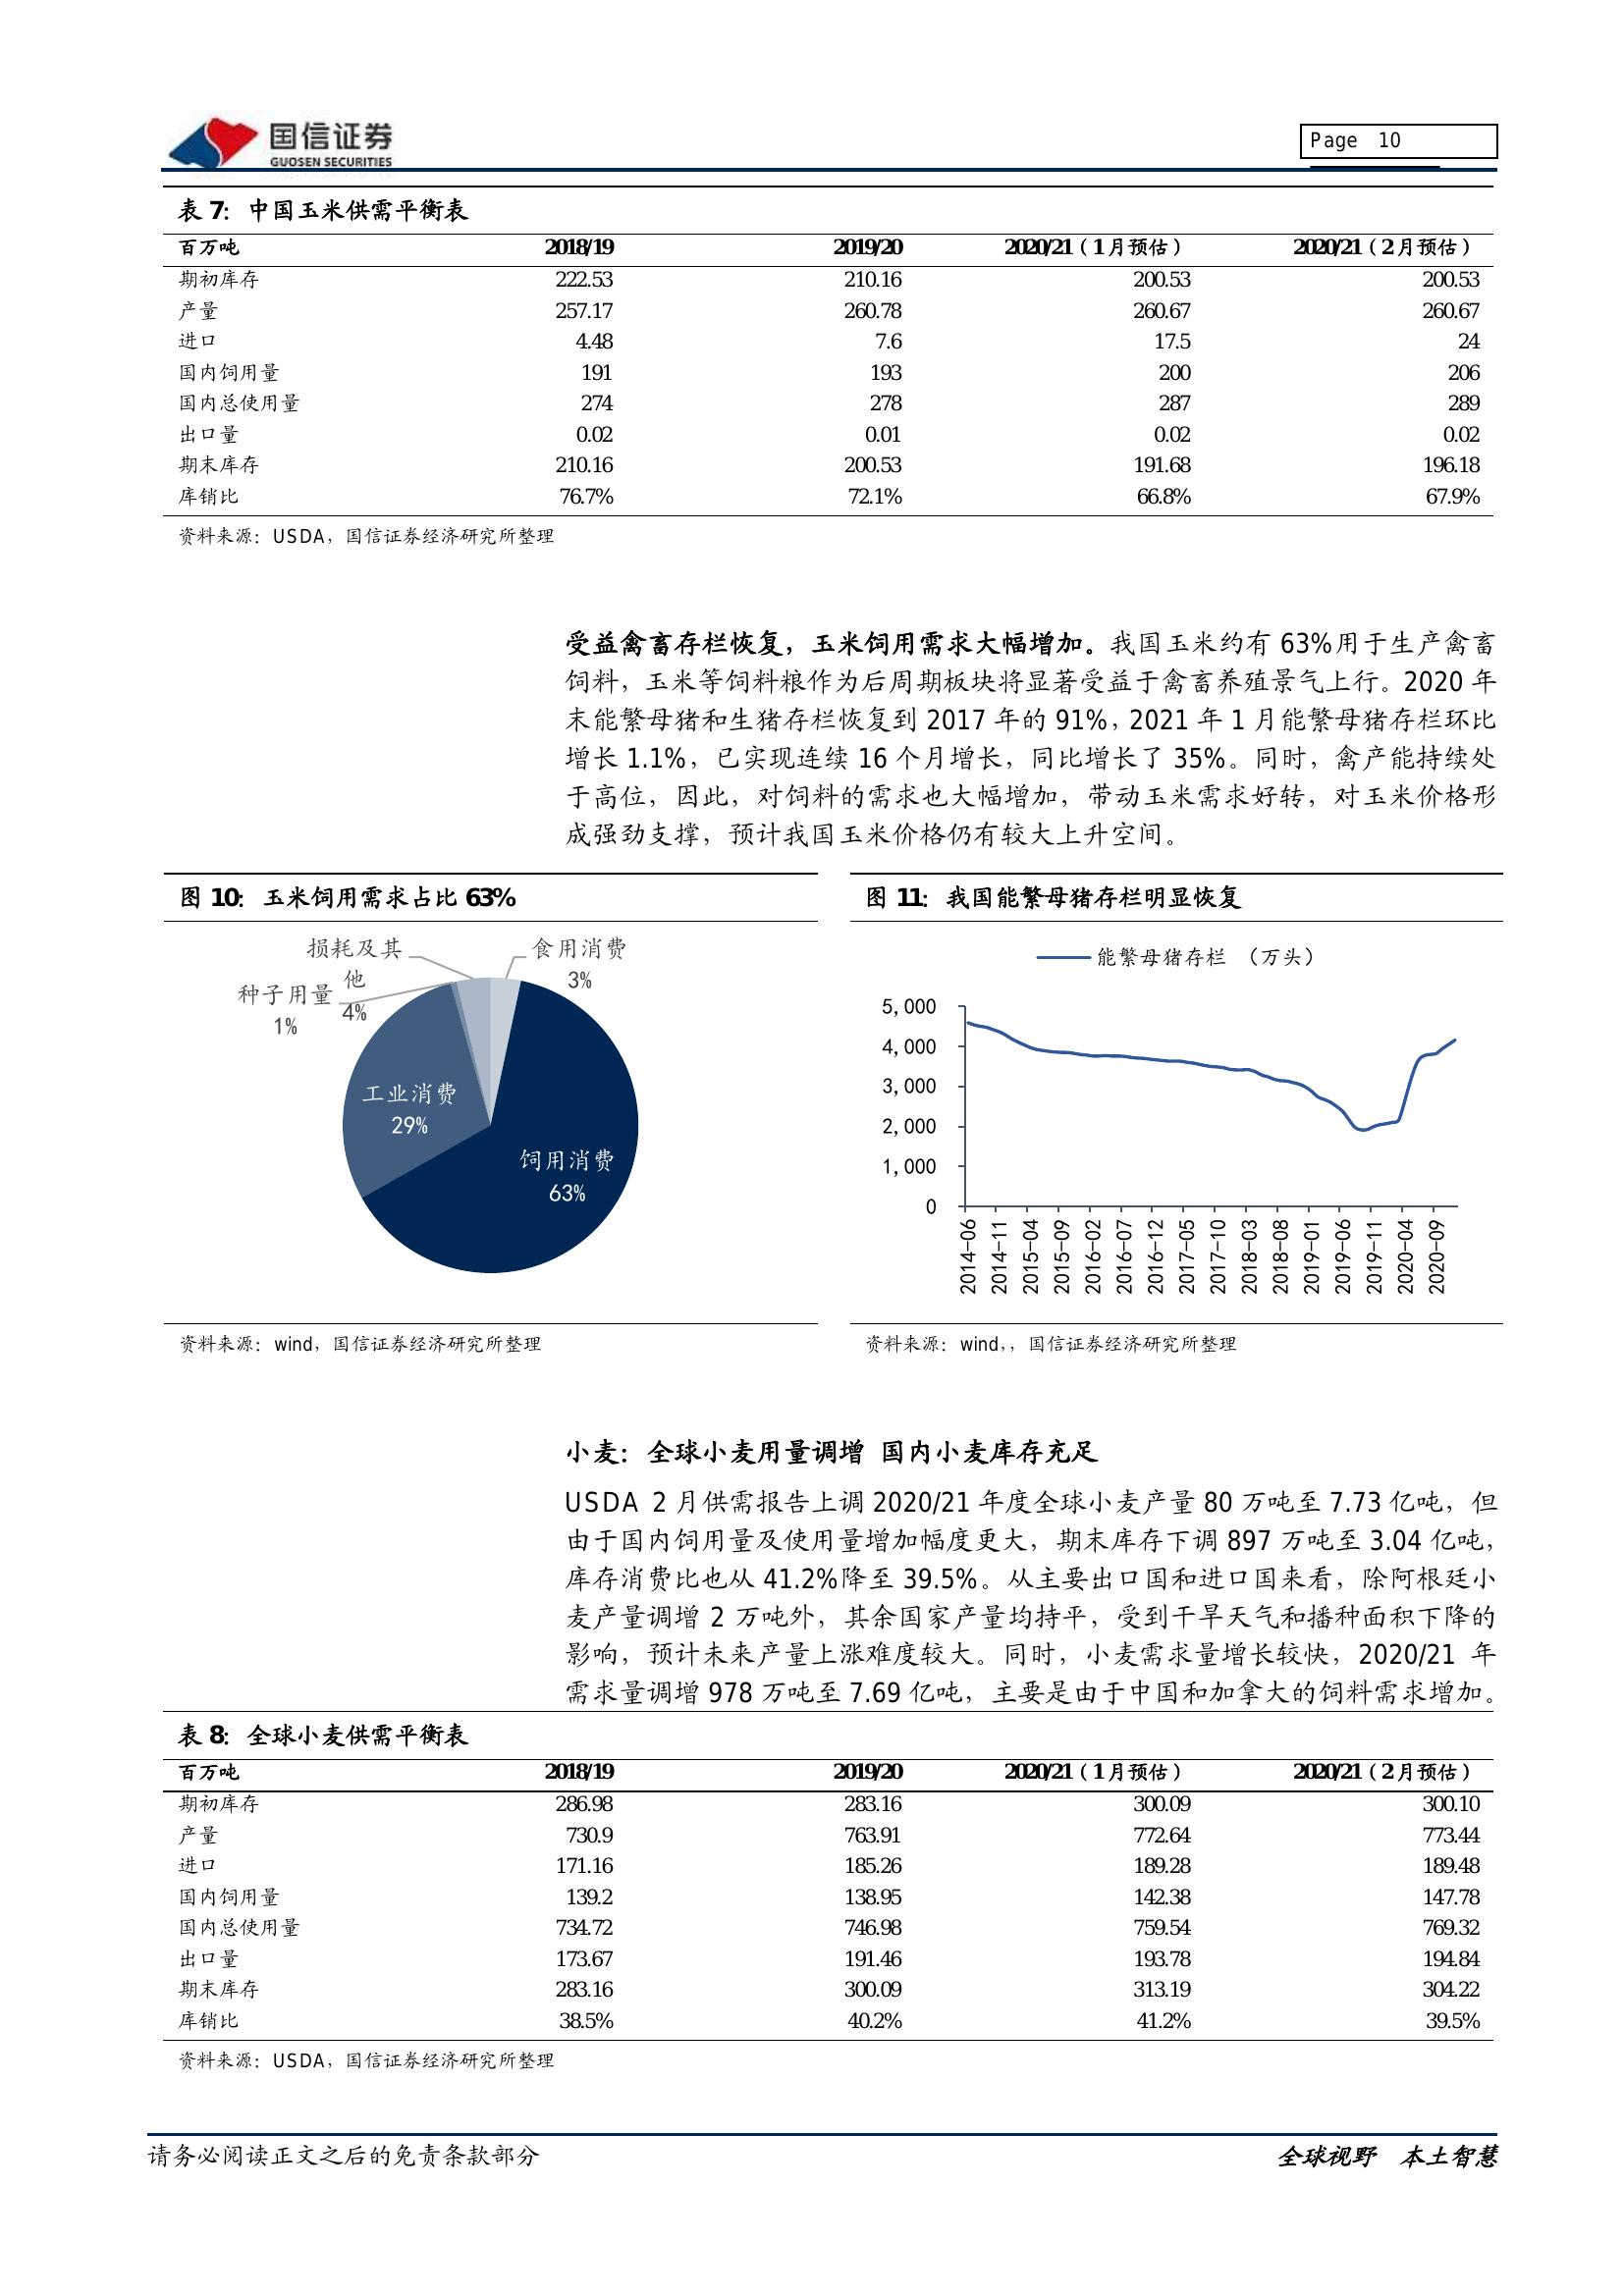 国信证券
GUOSEN SECURITIES
Page 10
表 7：中国玉米供需平衡表
百万吨 2018/19 2019/20 2020/21（1 月预估） 2020/21（2 月预估）
期初库存 222.53 210.16 200.53 200.53
产量 257.17 260.78 260.67 260.67
进口 4.48 7.6 17.5 24
国内饲用量 191 193 200 206
国内总使用量 274 278 287 289
出口量 0.02 0.01 0.02 0.02
期末库存 210.16 200.53 191.68 196.18
库销比 76.7% 72.1% 66.8% 67.9%
资料来源：USDA，国信证券经济研究所整理
受益禽畜存栏恢复，玉米饲用需求大幅增加。我国玉米约有 63%用于生产禽畜
饲料，玉米等饲料粮作为后周期板块将显著受益于禽畜养殖景气上行。2020 年
末能繁母猪和生猪存栏恢复到 2017 年的 91%，2021 年 1 月能繁母猪存栏环比
增长 1.1%，已实现连续 16 个月增长，同比增长了 35%。同时，禽产能持续处
于高位，因此，对饲料的需求也大幅增加，带动玉米需求好转，对玉米价格形
成强劲支撑，预计我国玉米价格仍有较大上升空间。
图 10：玉米饲用需求占比 63%
损耗及其
他
4%
食用消费
3%
种子用量
1%
工业消费
29%
饲用消费
63%
资料来源：wind，国信证券经济研究所整理
图 11：我国能繁母猪存栏明显恢复
能繁母猪存栏 （万头）
5,000
4,000
3,000
2,000
1,000
0
2014-06 2014-11 2015-04 2015-09 2016-02 2016-07 2016-12 2017-05 2017-10 2018-03 2018-08 2019-01 2019-06 2019-11 2020-04 2020-09
资料来源：wind,，国信证券经济研究所整理
小麦：全球小麦用量调增 国内小麦库存充足
USDA 2 月供需报告上调 2020/21 年度全球小麦产量 80 万吨至 7.73 亿吨，但
由于国内饲用量及使用量增加幅度更大，期末库存下调 897 万吨至 3.04 亿吨，
库存消费比也从 41.2%降至 39.5%。从主要出口国和进口国来看，除阿根廷小
麦产量调增 2 万吨外，其余国家产量均持平，受到干旱天气和播种面积下降的
影响，预计未来产量上涨难度较大。同时，小麦需求量增长较快，2020/21 年
需求量调增 978 万吨至 7.69 亿吨，主要是由于中国和加拿大的饲料需求增加。
表 8：全球小麦供需平衡表
百万吨 2018/19 2019/20 2020/21（1 月预估） 2020/21（2 月预估）
期初库存 286.98 283.16 300.09 300.10
产量 730.9 763.91 772.64 773.44
进口 171.16 185.26 189.28 189.48
国内饲用量 139.2 138.95 142.38 147.78
国内总使用量 734.72 746.98 759.54 769.32
出口量 173.67 191.46 193.78 194.84
期末库存 283.16 300.09 313.19 304.22
库销比 38.5% 40.2% 41.2% 39.5%
资料来源：USDA，国信证券经济研究所整理
请务必阅读正文之后的免责条款部分
全球视野 本土智慧